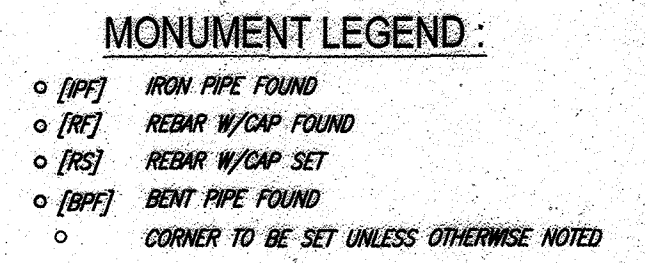 MONUMENT LEGEND :
[IPF] IRON PIPE FOUND
[RF] REBAR W/CAP FOUND
[RS] REBAR W/CAP SET
[BPF] BENT PIPE FOUND
CORNER TO BE SET UNLESS OTHERWISE NOTED